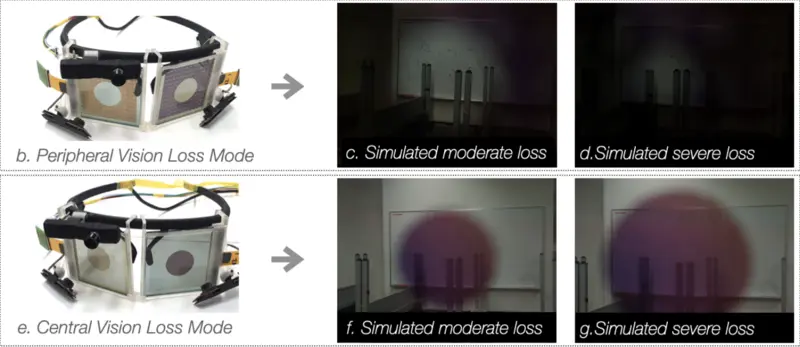 b. Peripheral Vision Loss Mode
c. Simulated moderate loss
d.Simulated severe loss
e. Central Vision Loss Mode
f. Simulated moderate loss
g.Simulated severe loss